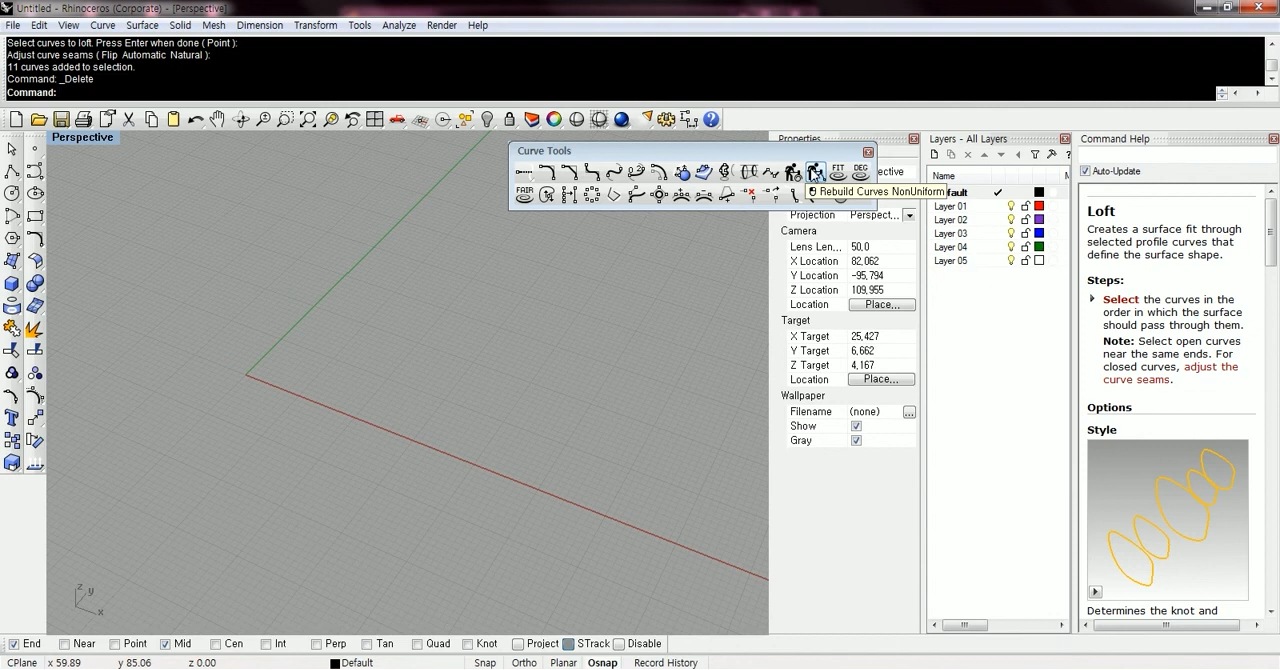 Untitled - Rhinoceros (Corporate) - [Perspective]
File Edit View Curve Surface Solid Mesh Dimension Transform Tools Analyze Render Help
Select curves to loft. Press Enter when done ( Point ):
Adjust curve seams ( Flip Automatic Natural ):
11 curves added to selection.
Command: _Delete
Command:
Perspective
Curve Tools
FIT DEG
FAIR
Rebuild Curves NonUniform
Properties
Projection Perspect...
Camera
Lens Len... 50.0
X Location 82.062
Y Location -95.794
Z Location 109.955
Location Place...
Target
X Target 25.427
Y Target 6.662
Z Target 4.167
Location Place...
Wallpaper
Filename (none) ...
Show
Gray
Layers - All Layers
Name
Layer 01
Layer 02
Layer 03
Layer 04
Layer 05
Command Help
Auto-Update
Loft
Creates a surface fit through
selected profile curves that
define the surface shape.
Steps:
Select the curves in the
order in which the surface
should pass through them.
Note: Select open curves
near the same ends. For
closed curves, adjust the
curve seams.
Options
Style
Determines the knot and
z y
x
End Near Point Mid Cen Int Perp Tan Quad Knot Project STrack Disable
CPlane x 59.89 y 85.06 z 0.00 Default Snap Ortho Planar Osnap Record History